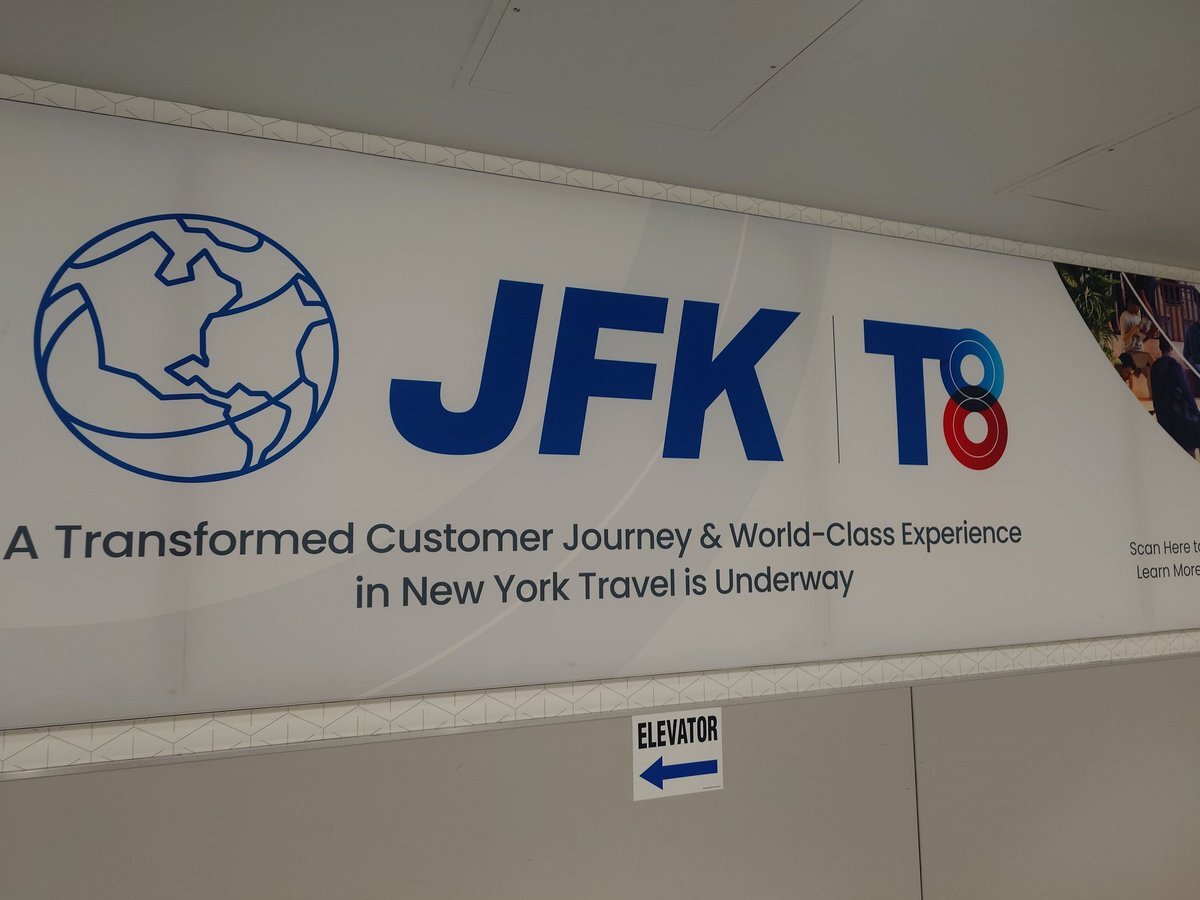 JFK T8
A Transformed Customer Journey & World-Class Experience
in New York Travel is Underway
Scan Here to
Learn More
ELEVATOR